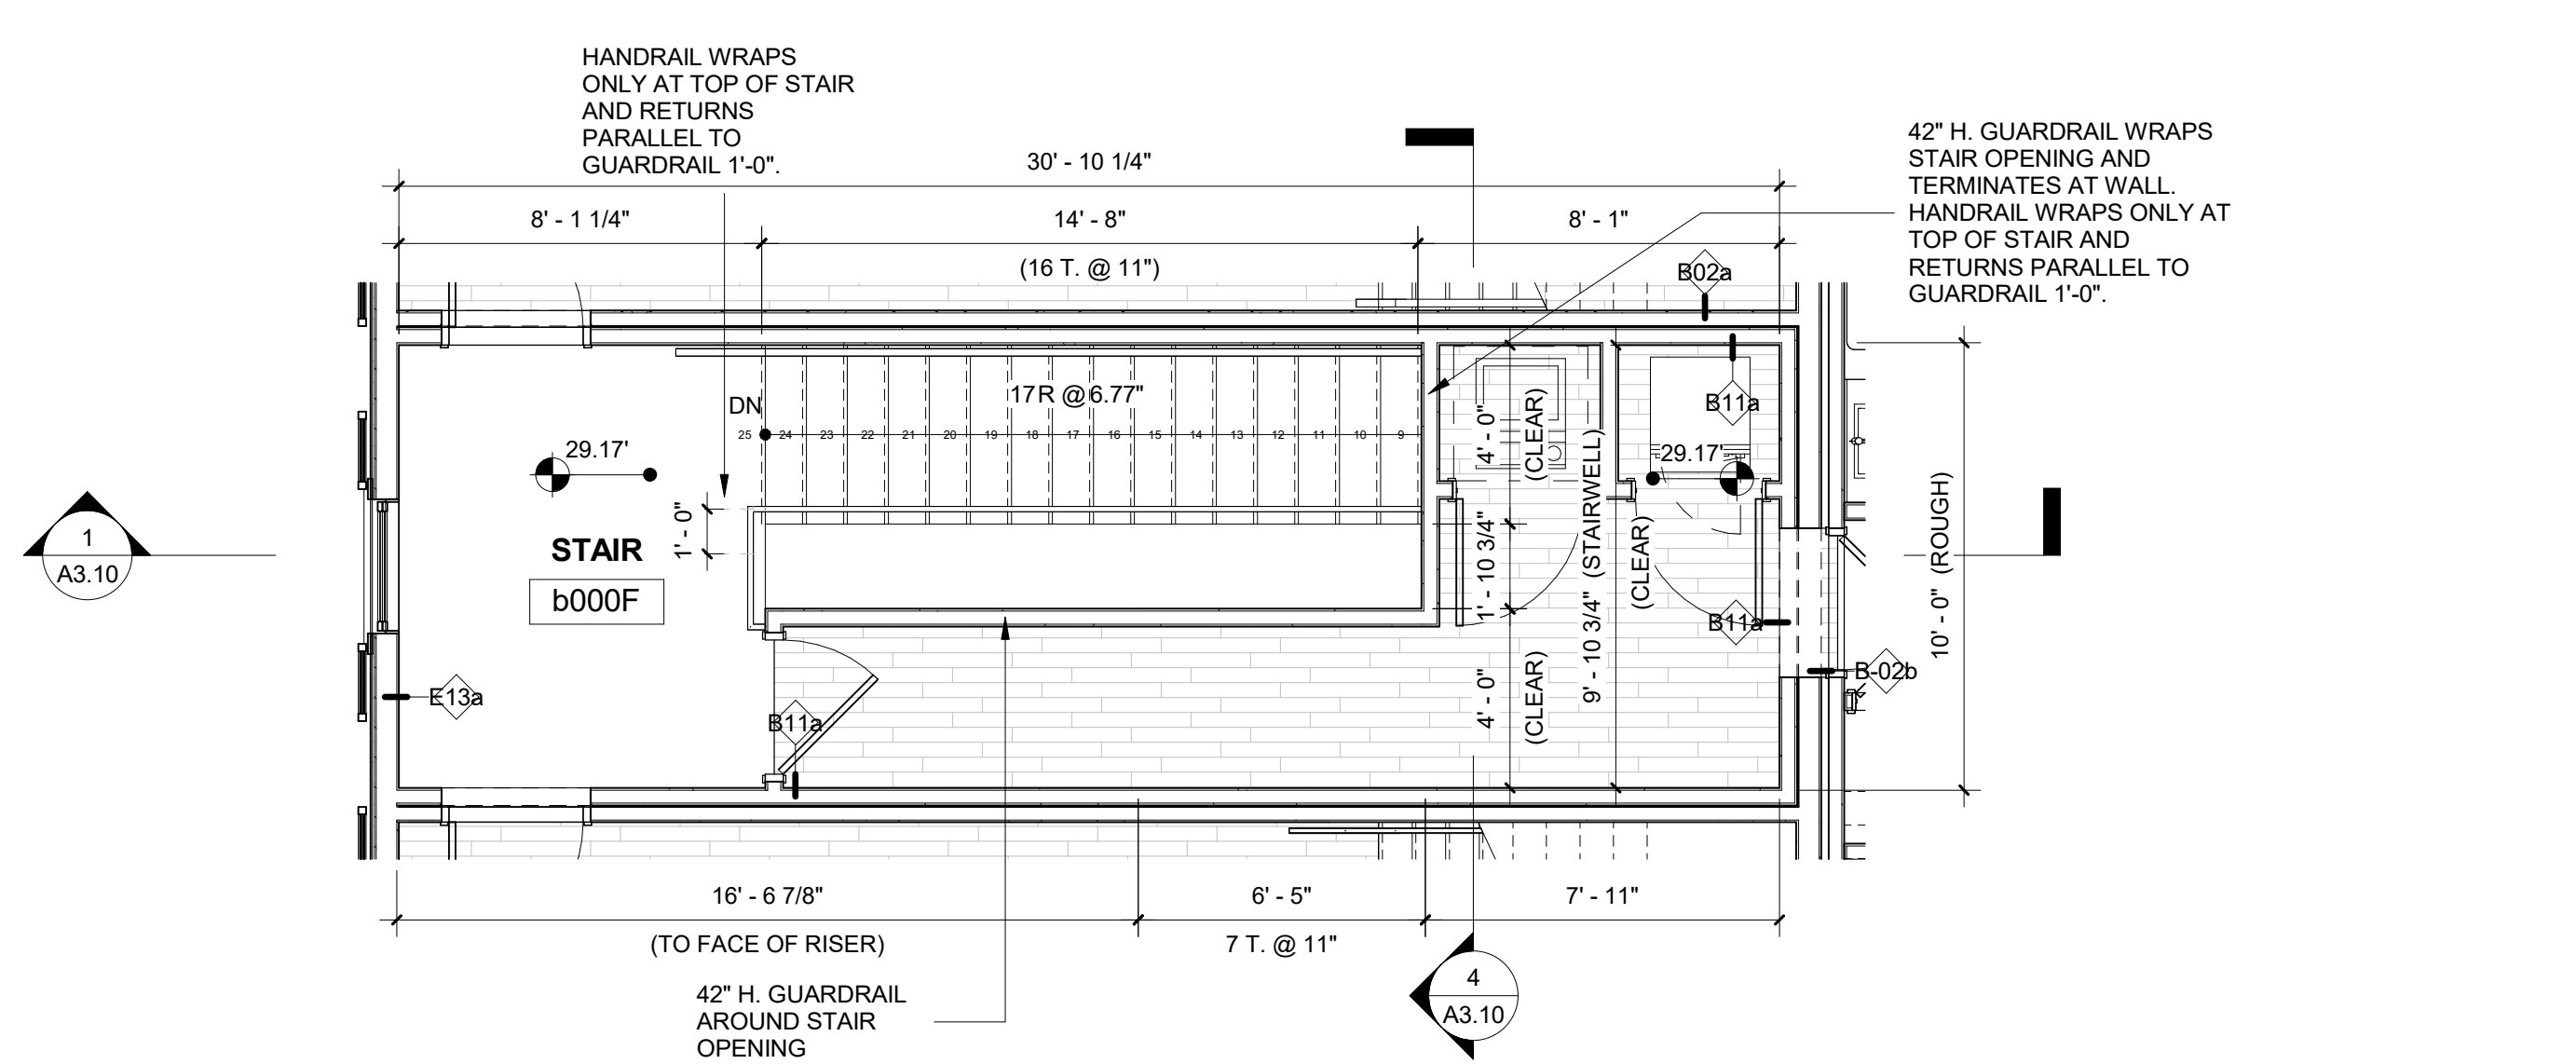 HANDRAIL WRAPS
ONLY AT TOP OF STAIR
AND RETURNS
PARALLEL TO
GUARDRAIL 1'-0".
42" H. GUARDRAIL WRAPS
STAIR OPENING AND
TERMINATES AT WALL.
HANDRAIL WRAPS ONLY AT
TOP OF STAIR AND
RETURNS PARALLEL TO
GUARDRAIL 1'-0".
30' - 10 1/4"
8' - 1 1/4"
14' - 8"
8' - 1"
(16 T. @ 11")
B02a
17R @ 6.77"
DN
25 24 23 22 21 20 19 18 17 16 15 14 13 12 11 10 9
B11a
29.17'
29.17'
4' - 0"
(CLEAR)
9' - 10 3/4" (STAIRWELL)
1' - 10 3/4"
(CLEAR)
4' - 0"
(CLEAR)
10' - 0" (ROUGH)
1' - 0"
STAIR
b000F
1
A3.10
B11a
B-02b
E13a
B11a
16' - 6 7/8"
6' - 5"
7' - 11"
(TO FACE OF RISER)
7 T. @ 11"
42" H. GUARDRAIL
AROUND STAIR
OPENING
4
A3.10